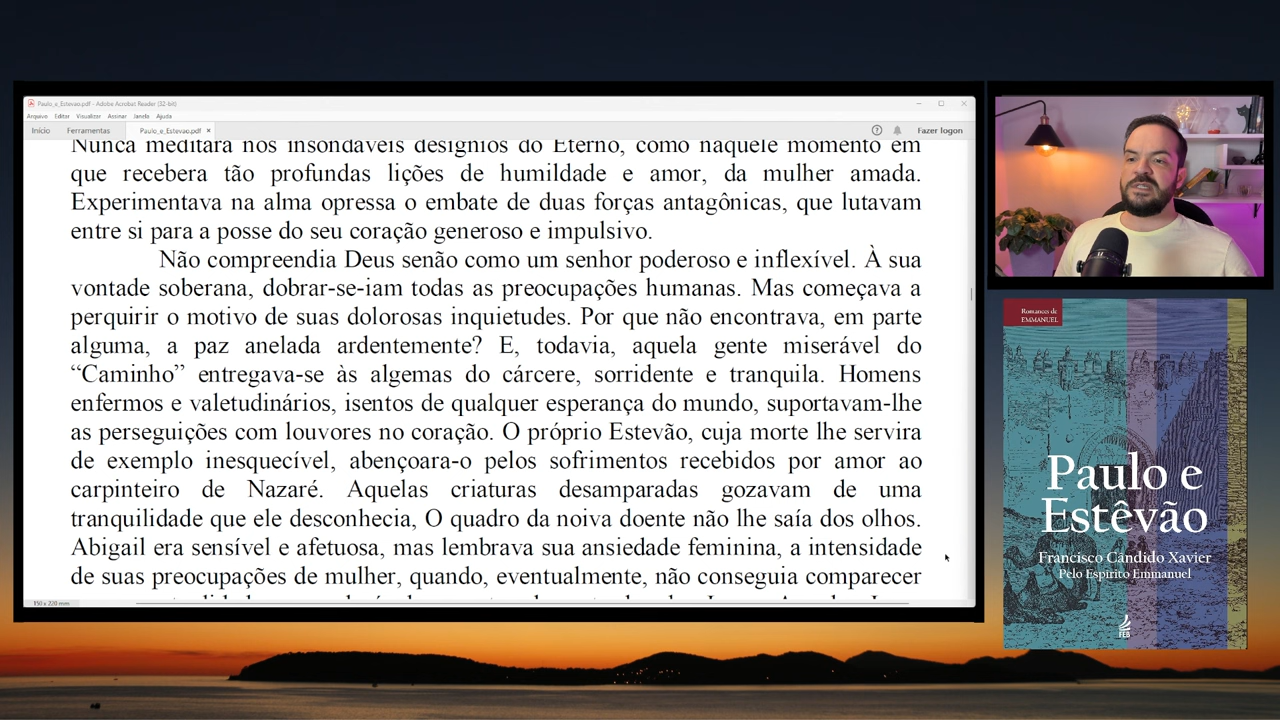 Paulo_e_Estevao.pdf - Adobe Acrobat Reader (32-bit)
Arquivo Editar Visualizar Assinar Janela Ajuda
Início Ferramentas Paulo_e_Estevao.pdf × Fazer logon
Nunca meditara nos insondáveis desígnios do Eterno, como naquele momento em
que recebera tão profundas lições de humildade e amor, da mulher amada.
Experimentava na alma opressa o embate de duas forças antagônicas, que lutavam
entre si para a posse do seu coração generoso e impulsivo.
Não compreendia Deus senão como um senhor poderoso e inflexível. À sua
vontade soberana, dobrar-se-iam todas as preocupações humanas. Mas começava a
perquirir o motivo de suas dolorosas inquietudes. Por que não encontrava, em parte
alguma, a paz anelada ardentemente? E, todavia, aquela gente miserável do
“Caminho” entregava-se às algemas do cárcere, sorridente e tranquila. Homens
enfermos e valetudinários, isentos de qualquer esperança do mundo, suportavam-lhe
as perseguições com louvores no coração. O próprio Estevão, cuja morte lhe servira
de exemplo inesquecível, abençoara-o pelos sofrimentos recebidos por amor ao
carpinteiro de Nazaré. Aquelas criaturas desamparadas gozavam de uma
tranquilidade que ele desconhecia, O quadro da noiva doente não lhe saía dos olhos.
Abigail era sensível e afetuosa, mas lembrava sua ansiedade feminina, a intensidade
de suas preocupações de mulher, quando, eventualmente, não conseguia comparecer
150 x 220 mm
Romances de
EMMANUEL
Paulo e
Estêvão
Francisco Cândido Xavier
Pelo Espírito Emmanuel
FEB